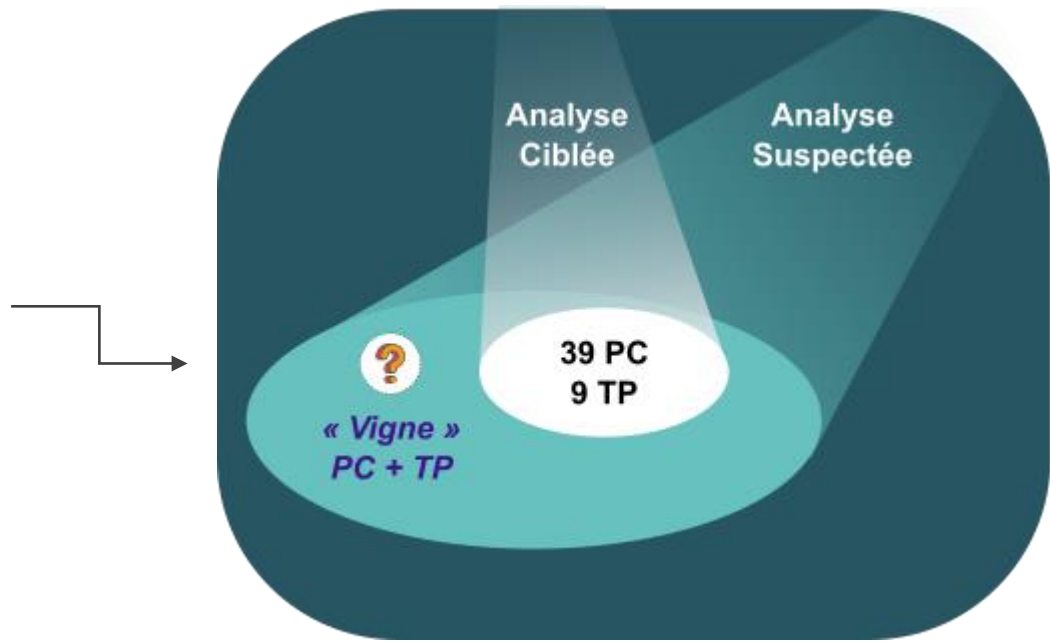 Analyse
Ciblée
Analyse
Suspectée
39 PC
9 TP
?
« Vigne »
PC + TP